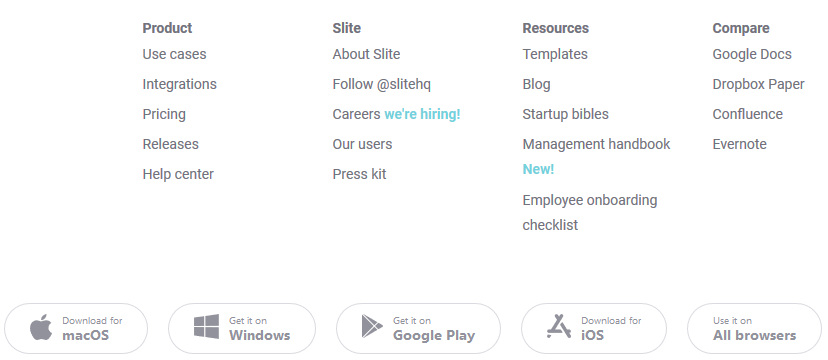 Product
Use cases
Integrations
Pricing
Releases
Help center
Slite
About Slite
Follow @slitehq
Careers we're hiring!
Our users
Press kit
Resources
Templates
Blog
Startup bibles
Management handbook
New!
Employee onboarding
checklist
Compare
Google Docs
Dropbox Paper
Confluence
Evernote
Download for
macOS
Get it on
Windows
Get it on
Google Play
Download for
iOS
Use it on
All browsers